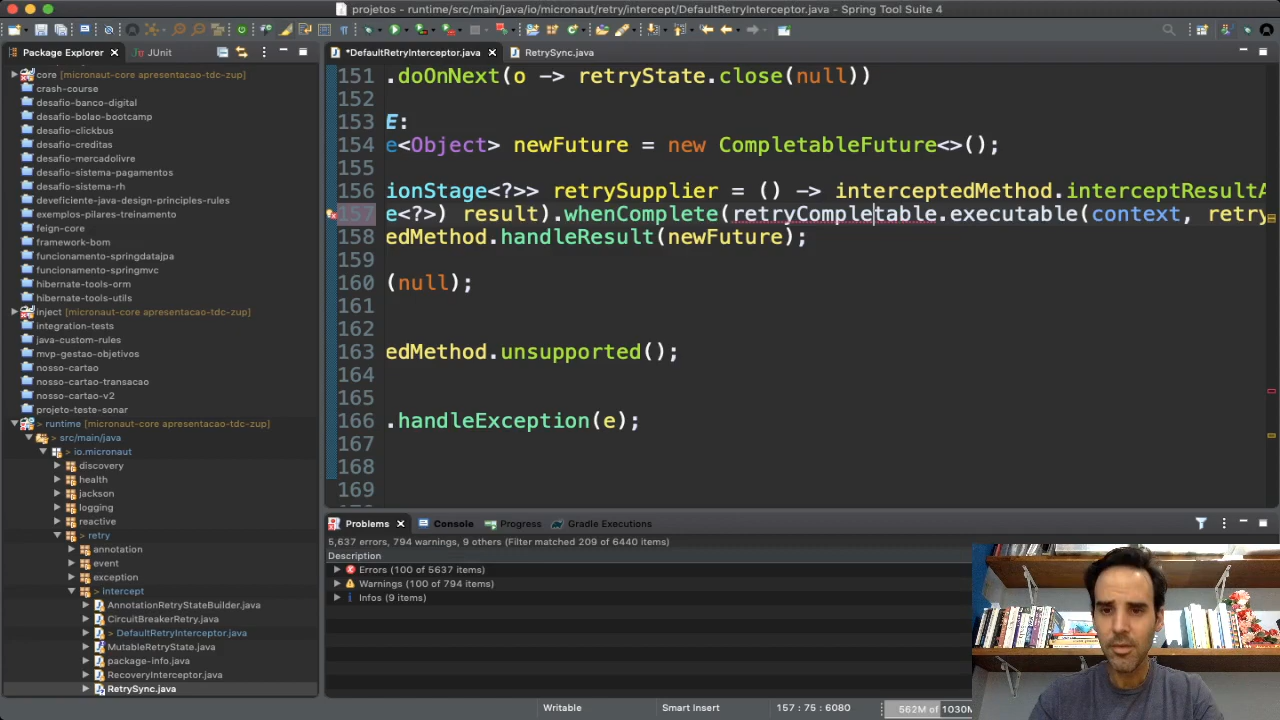 projetos - runtime/src/main/java/io/micronaut/retry/intercept/DefaultRetryInterceptor.java - Spring Tool Suite 4
Package Explorer
JUnit
core [micronaut-core apresentacao-tdc-zup]
crash-course
desafio-banco-digital
desafio-bolao-bootcamp
desafio-clickbus
desafio-creditas
desafio-mercadolivre
desafio-sistema-pagamentos
desafio-sistema-rh
deveficiente-java-design-principles-rules
exemplos-pilares-treinamento
feign-core
framework-bom
funcionamento-springdatajpa
funcionamento-springmvc
hibernate-tools-orm
hibernate-tools-utils
inject [micronaut-core apresentacao-tdc-zup]
integration-tests
java-custom-rules
mvp-gestao-objetivos
nosso-cartao
nosso-cartao-transacao
nosso-cartao-v2
projeto-teste-sonar
> runtime [micronaut-core apresentacao-tdc-zup]
> src/main/java
> io.micronaut
discovery
health
jackson
logging
reactive
> retry
annotation
event
exception
> intercept
AnnotationRetryStateBuilder.java
CircuitBreakerRetry.java
> DefaultRetryInterceptor.java
MutableRetryState.java
package-info.java
RecoveryInterceptor.java
RetrySync.java
*DefaultRetryInterceptor.java
RetrySync.java
151 .doOnNext(o -> retryState.close(null))
152
153 E:
154 e<Object> newFuture = new CompletableFuture<>();
155
156 ionStage<?>> retrySupplier = () -> interceptedMethod.interceptResultA
157 e<?>) result).whenComplete(retryCompletable.executable(context, retry
158 edMethod.handleResult(newFuture);
159
160 (null);
161
162
163 edMethod.unsupported();
164
165
166 .handleException(e);
167
168
169
Problems
Console
Progress
Gradle Executions
5,637 errors, 794 warnings, 9 others (Filter matched 209 of 6440 items)
Description
Errors (100 of 5637 items)
Warnings (100 of 794 items)
Infos (9 items)
Writable
Smart Insert
157 : 75 : 6080
562M of 1030M